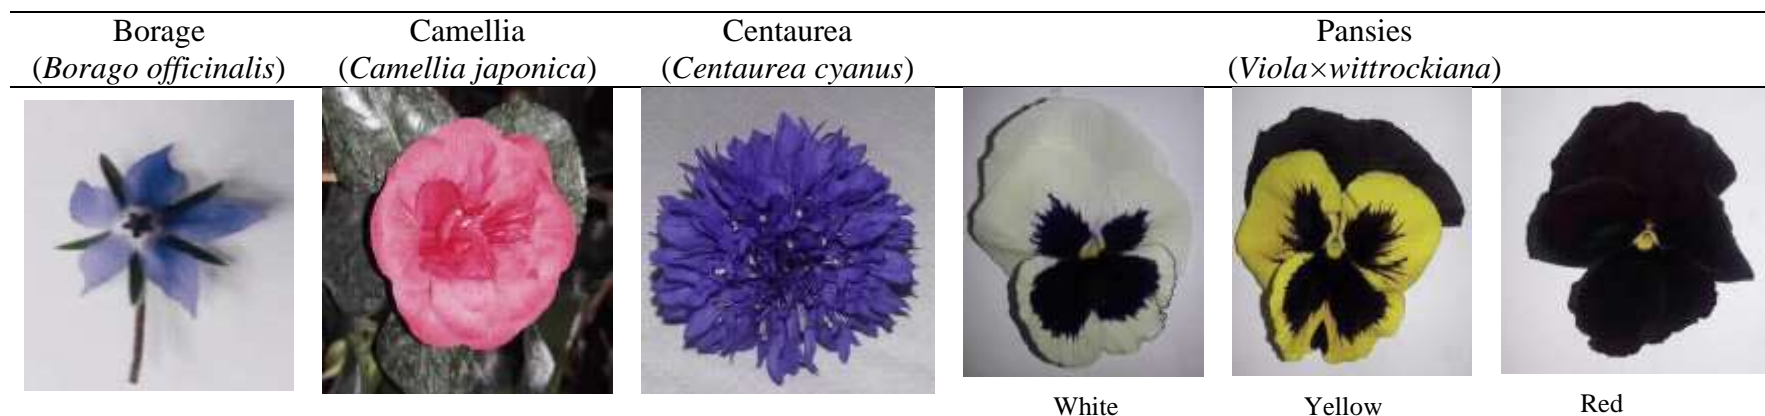 Borage
(Borago officinalis)
Camellia
(Camellia japonica)
Centaurea
(Centaurea cyanus)
Pansies
(Viola×wittrockiana)
White
Yellow
Red